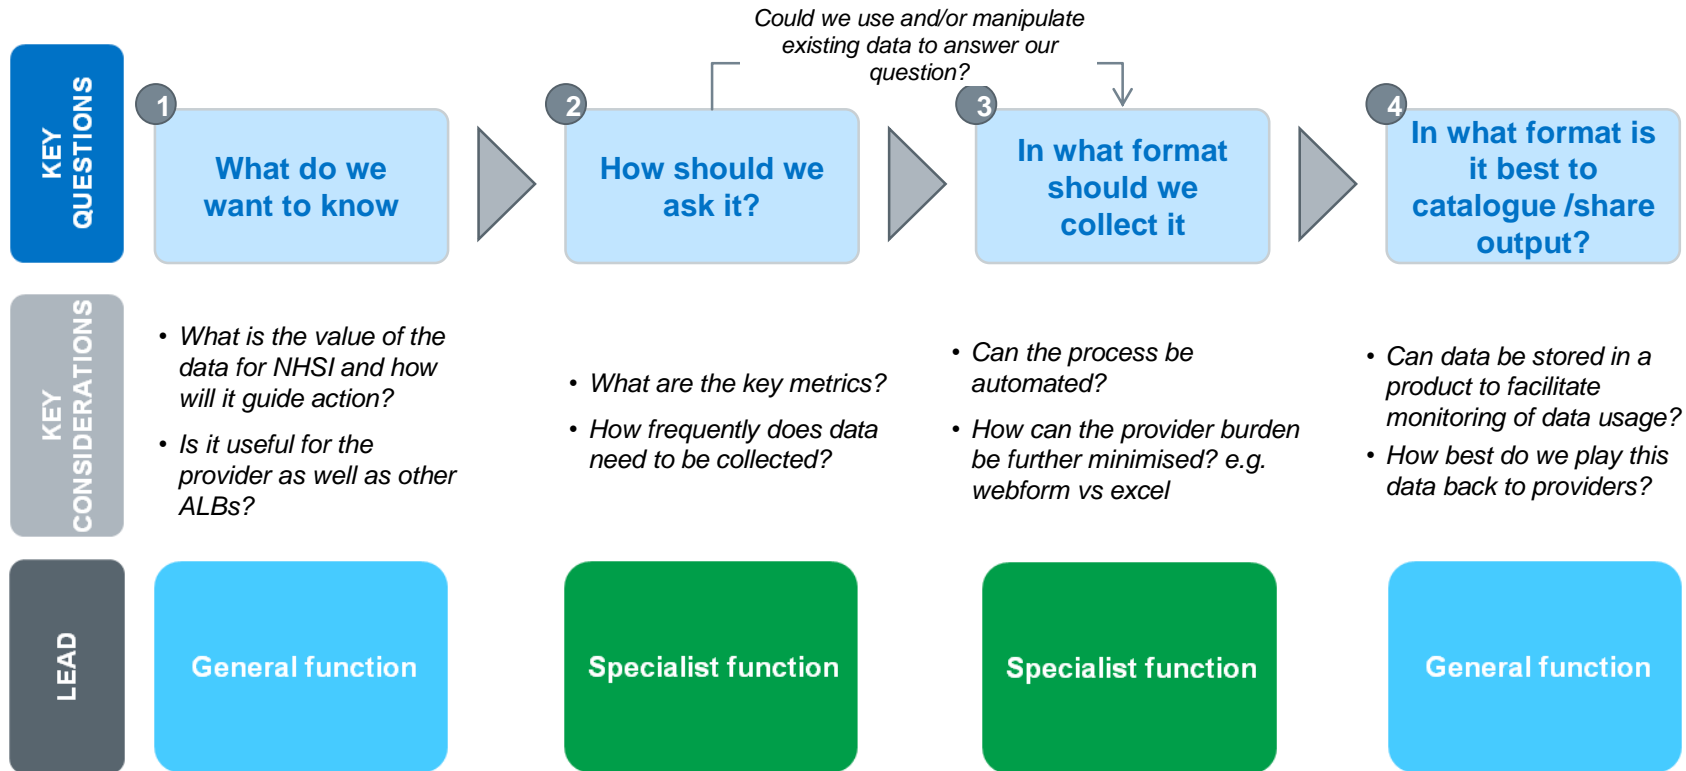 Could we use and/or manipulate
existing data to answer our
question?
KEY
QUESTIONS
1
What do we
want to know
2
How should we
ask it?
3
In what format
should we
collect it
4
In what format is
it best to
catalogue /share
output?
KEY
CONSIDERATIONS
• What is the value of the
data for NHSI and how
will it guide action?
• Is it useful for the
provider as well as other
ALBs?
• What are the key metrics?
• How frequently does data
need to be collected?
• Can the process be
automated?
• How can the provider burden
be further minimised? e.g.
webform vs excel
• Can data be stored in a
product to facilitate
monitoring of data usage?
• How best do we play this
data back to providers?
LEAD
General function
Specialist function
Specialist function
General function